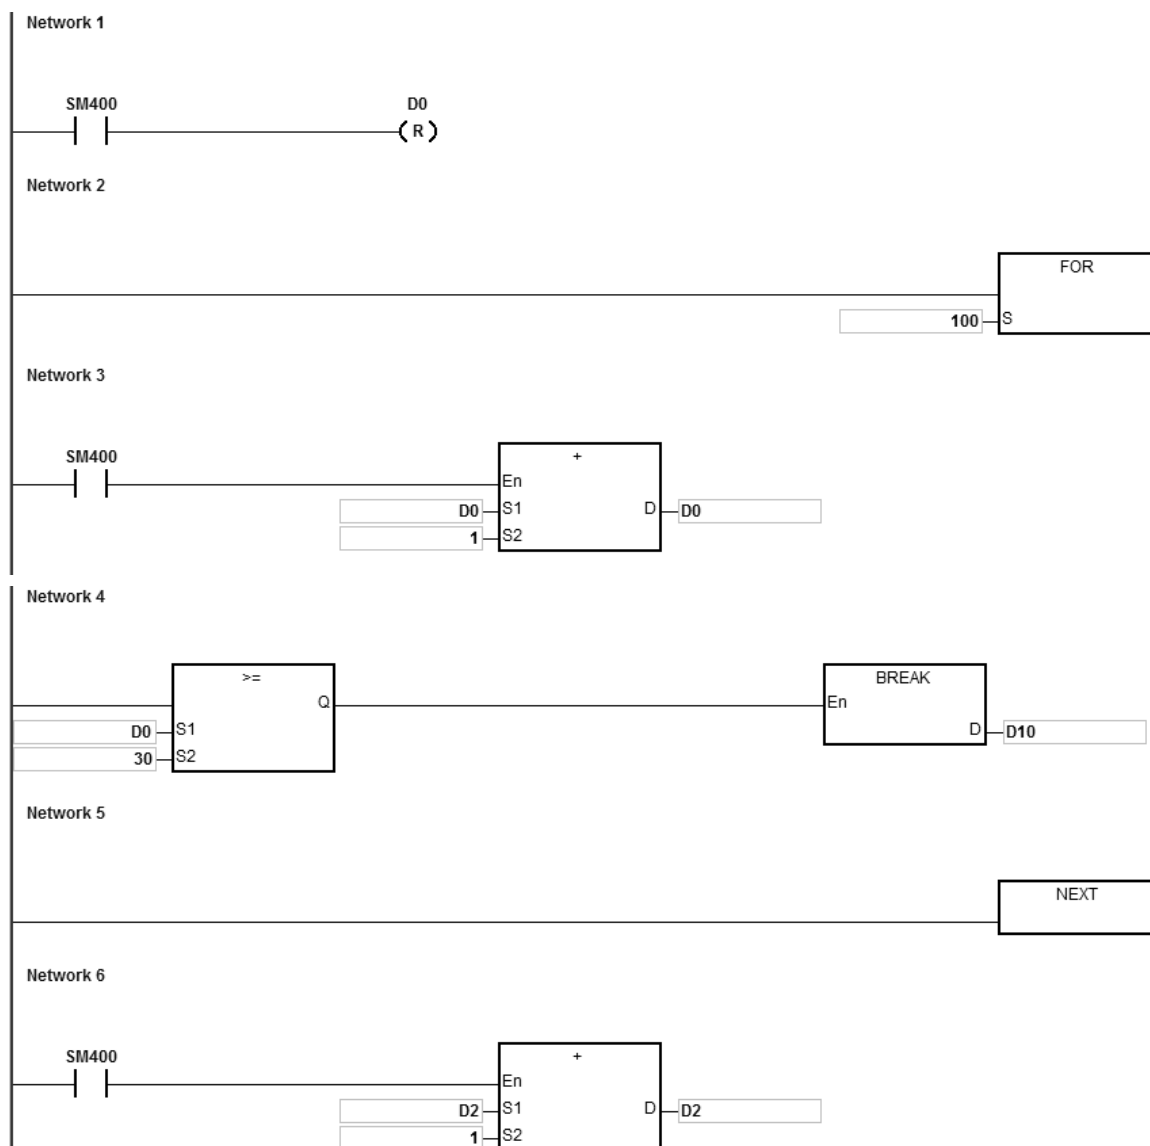 Network 1
SM400 D0
( R )
Network 2
FOR
100 S
Network 3
SM400
+
En
D0 S1 D D0
1 S2
Network 4
>= BREAK
Q En
D0 S1 D D10
30 S2
Network 5
NEXT
Network 6
SM400
+
En
D2 S1 D D2
1 S2